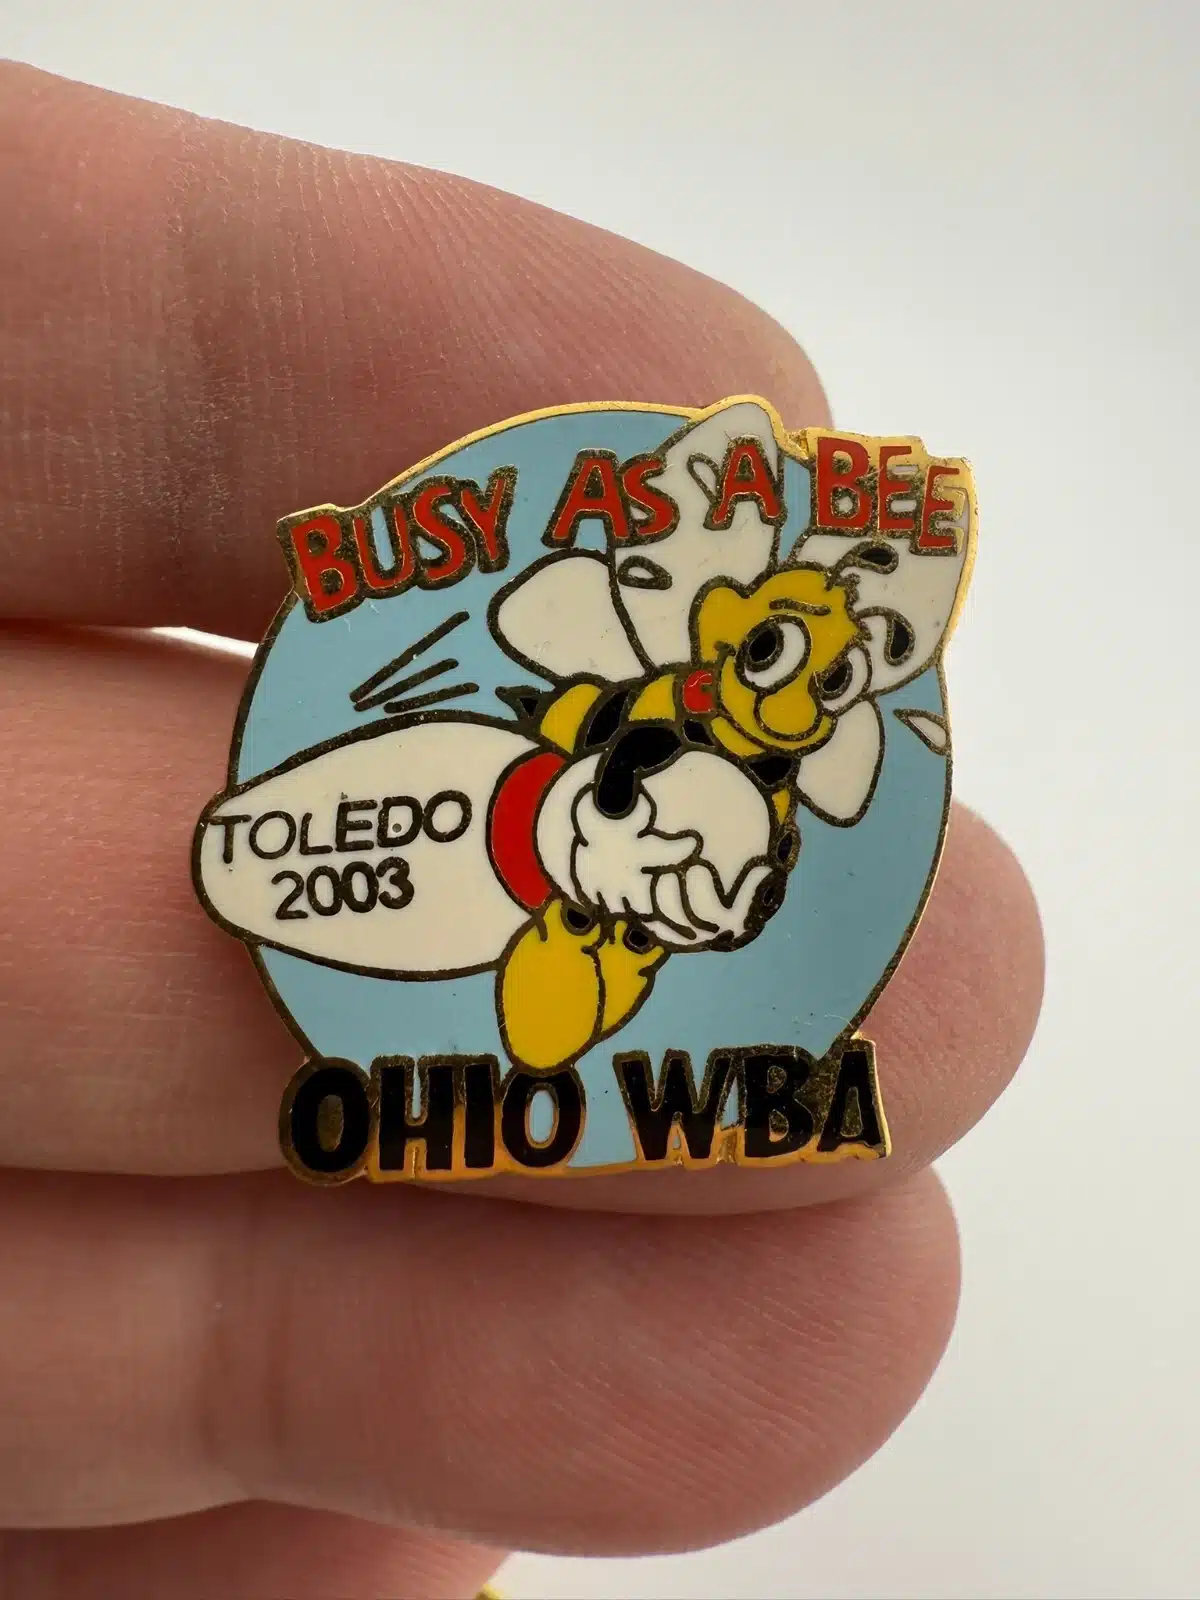 BUSY AS A BEE
TOLEDO
2003
OHIO WBA